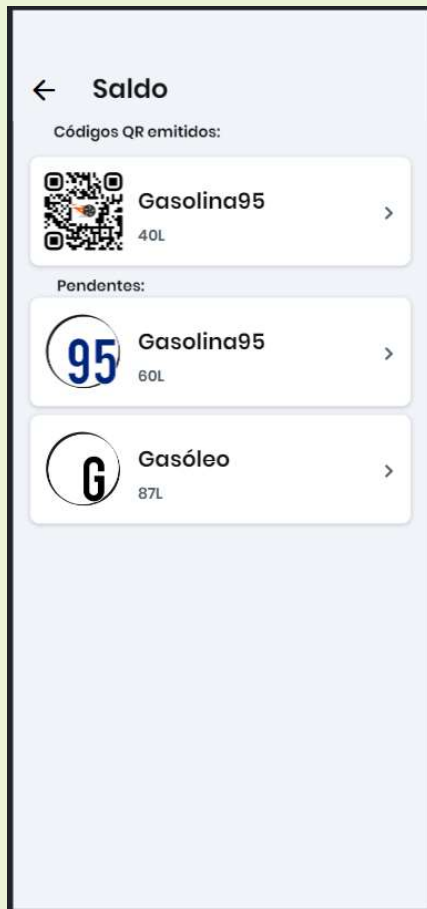 Saldo
Códigos QR emitidos:
Gasolina95
40L
Pendentes:
95
Gasolina95
60L
G
Gasóleo
87L